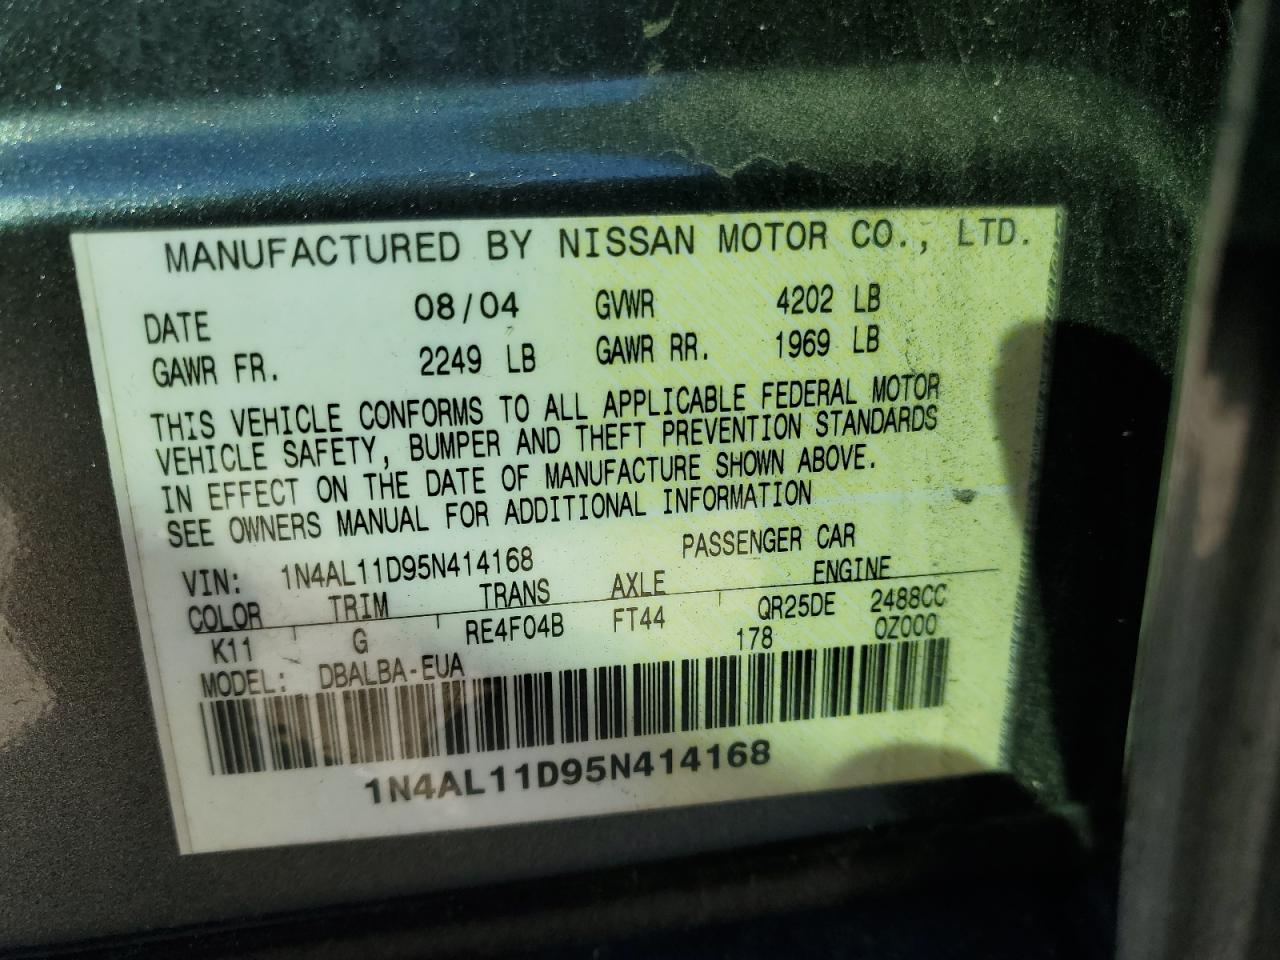 MANUFACTURED BY NISSAN MOTOR CO., LTD.
DATE 08/04 GVWR 4202 LB
GAWR FR. 2249 LB GAWR RR. 1969 LB
THIS VEHICLE CONFORMS TO ALL APPLICABLE FEDERAL MOTOR
VEHICLE SAFETY, BUMPER AND THEFT PREVENTION STANDARDS
IN EFFECT ON THE DATE OF MANUFACTURE SHOWN ABOVE.
SEE OWNERS MANUAL FOR ADDITIONAL INFORMATION
VIN: 1N4AL11D95N414168 PASSENGER CAR
COLOR TRIM TRANS AXLE ENGINE
K11 G RE4F04B FT44 QR25DE 2488CC
178 0Z000
MODEL: DBALBA-EUA
1N4AL11D95N414168